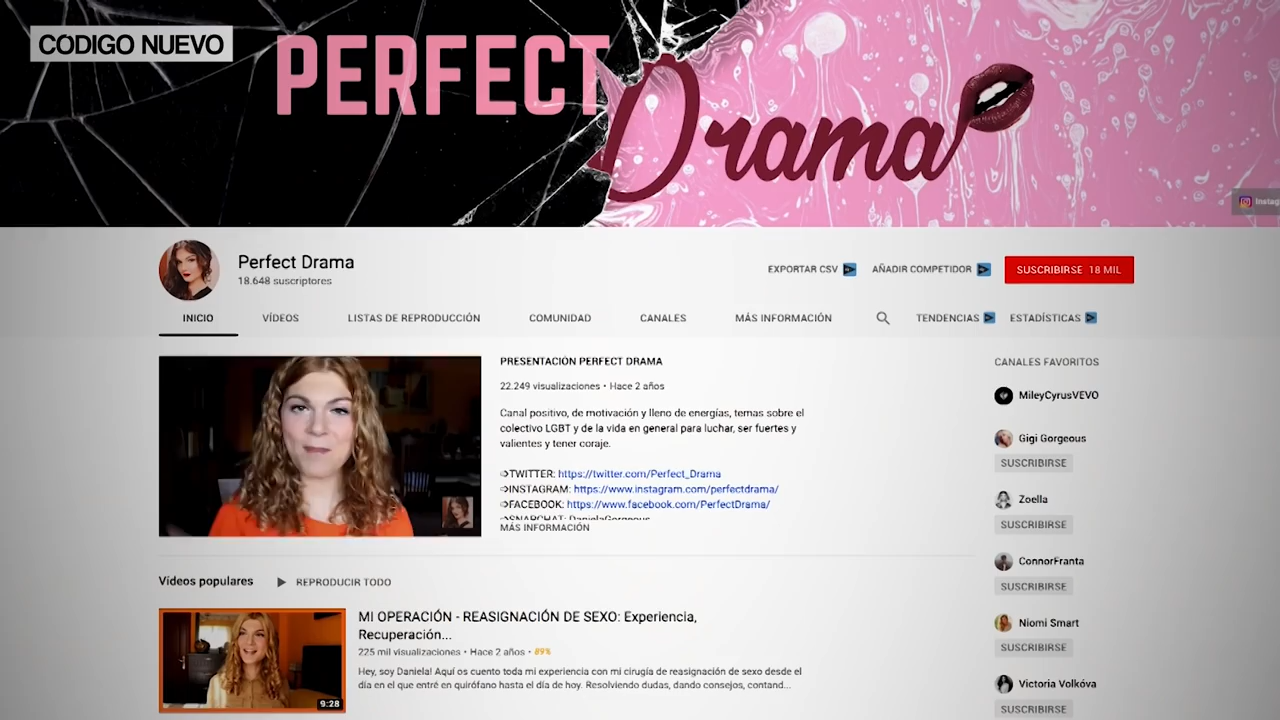 CÓDIGO NUEVO
PERFECT
Drama
Instag
Perfect Drama
18.648 suscriptores
EXPORTAR CSV
AÑADIR COMPETIDOR
SUSCRIBIRSE 18 MIL
INICIO
VÍDEOS
LISTAS DE REPRODUCCIÓN
COMUNIDAD
CANALES
MÁS INFORMACIÓN
TENDENCIAS
ESTADÍSTICAS
PRESENTACIÓN PERFECT DRAMA
22.249 visualizaciones • Hace 2 años
Canal positivo, de motivación y lleno de energías, temas sobre el
colectivo LGBT y de la vida en general para luchar, ser fuertes y
valientes y tener coraje.
➩TWITTER: https://twitter.com/Perfect_Drama
➩INSTAGRAM: https://www.instagram.com/perfectdrama/
➩FACEBOOK: https://www.facebook.com/PerfectDrama/
➩SNAPCHAT: DanielaGorgeous
MÁS INFORMACIÓN
CANALES FAVORITOS
MileyCyrusVEVO
Gigi Gorgeous
SUSCRIBIRSE
Zoella
SUSCRIBIRSE
ConnorFranta
SUSCRIBIRSE
Niomi Smart
SUSCRIBIRSE
Victoria Volkóva
SUSCRIBIRSE
Vídeos populares
REPRODUCIR TODO
MI OPERACIÓN - REASIGNACIÓN DE SEXO: Experiencia,
Recuperación...
225 mil visualizaciones • Hace 2 años • 89%
Hey, soy Daniela! Aquí os cuento toda mi experiencia con mi cirugía de reasignación de sexo desde el
día en el que entré en quirófano hasta el día de hoy. Resolviendo dudas, dando consejos, contand...
9:28